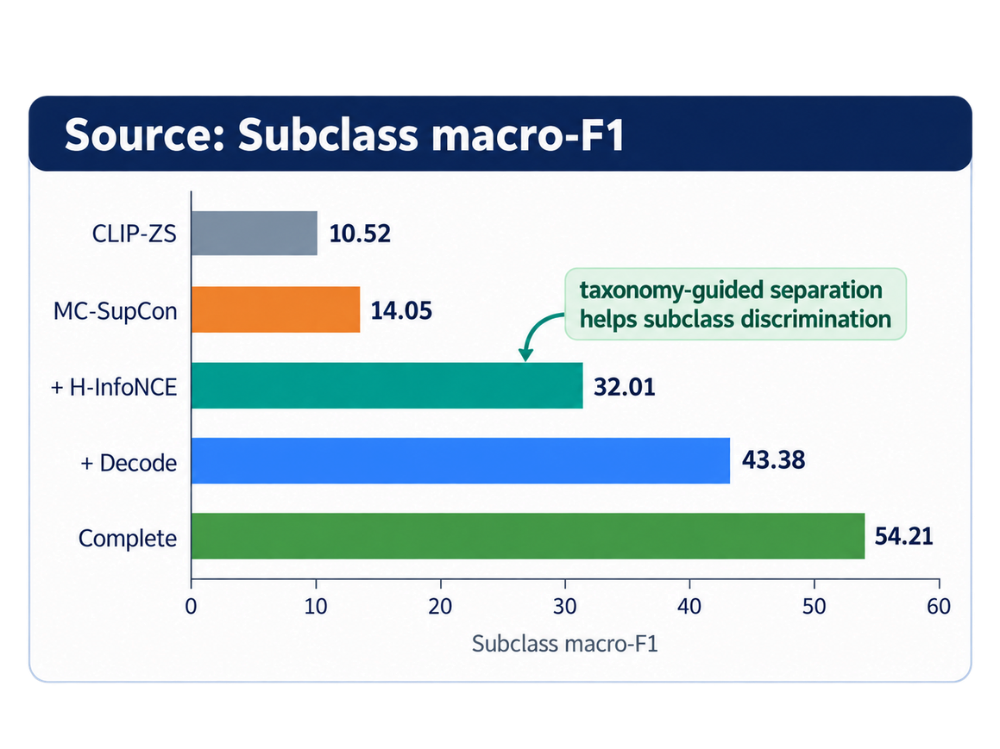 Source: Subclass macro-F1
CLIP-ZS 10.52
MC-SupCon 14.05
taxonomy-guided separation
helps subclass discrimination
+ H-InfoNCE 32.01
+ Decode 43.38
Complete 54.21
0 10 20 30 40 50 60
Subclass macro-F1